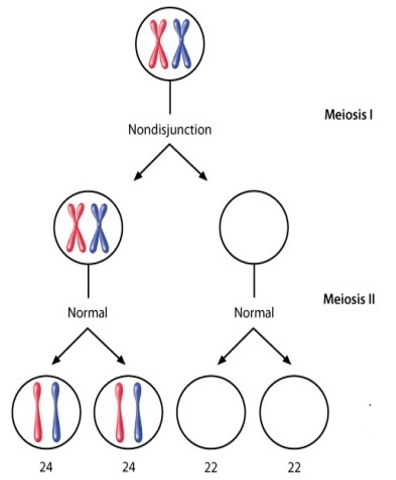 Meiosis I
Nondisjunction
Meiosis II
Normal
Normal
24
24
22
22